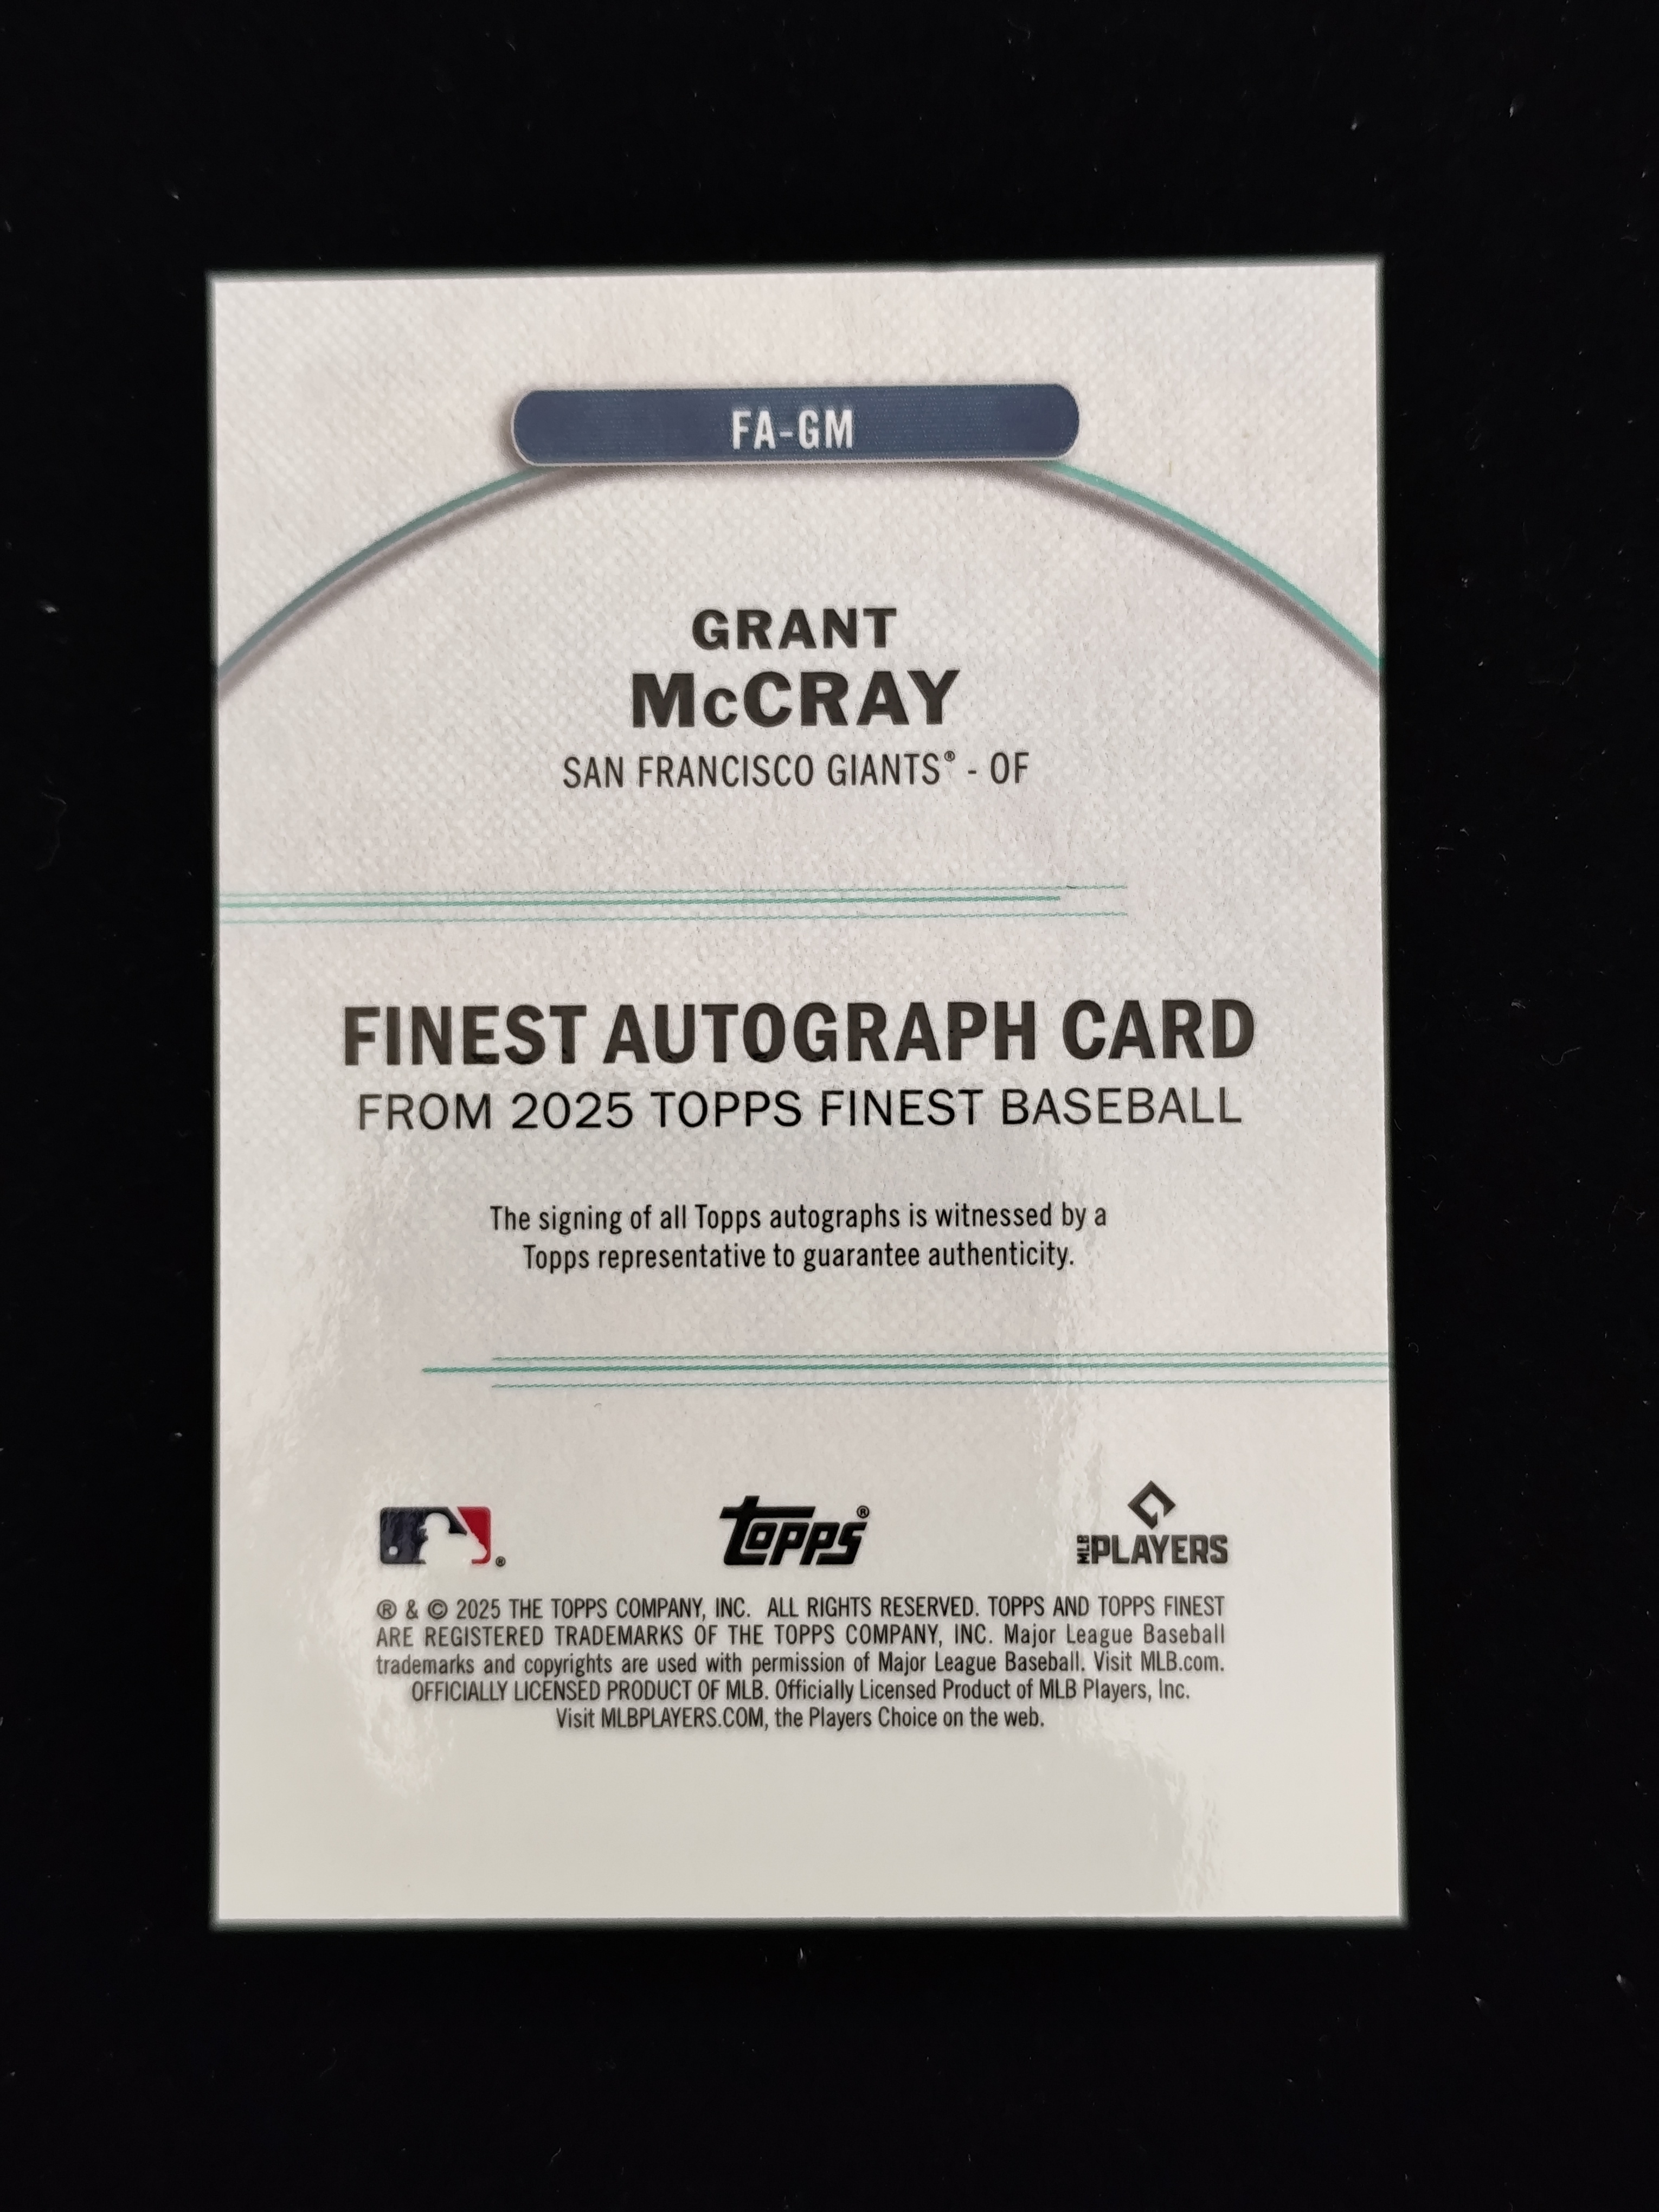 FA-GM
GRANT
McCRAY
SAN FRANCISCO GIANTS® - OF
FINEST AUTOGRAPH CARD
FROM 2025 TOPPS FINEST BASEBALL
The signing of all Topps autographs is witnessed by a
Topps representative to guarantee authenticity.
®
topps®
MLB PLAYERS
® & © 2025 THE TOPPS COMPANY, INC. ALL RIGHTS RESERVED. TOPPS AND TOPPS FINEST
ARE REGISTERED TRADEMARKS OF THE TOPPS COMPANY, INC. Major League Baseball
trademarks and copyrights are used with permission of Major League Baseball. Visit MLB.com.
OFFICIALLY LICENSED PRODUCT OF MLB. Officially Licensed Product of MLB Players, Inc.
Visit MLBPLAYERS.COM, the Players Choice on the web.